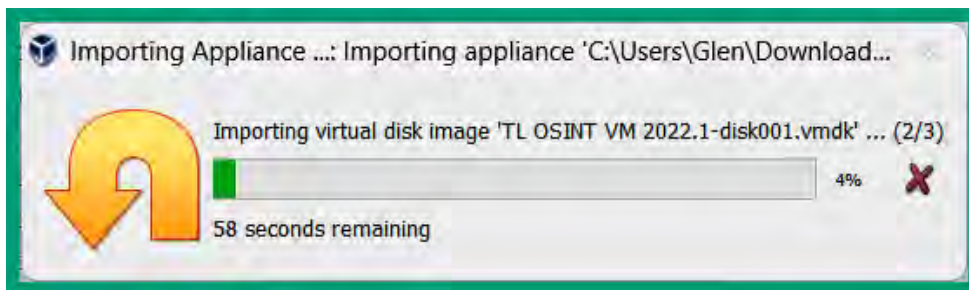 Importing Appliance ...: Importing appliance 'C:\Users\Glen\Download...
Importing virtual disk image 'TL OSINT VM 2022.1-disk001.vmdk' ... (2/3)
4%
58 seconds remaining